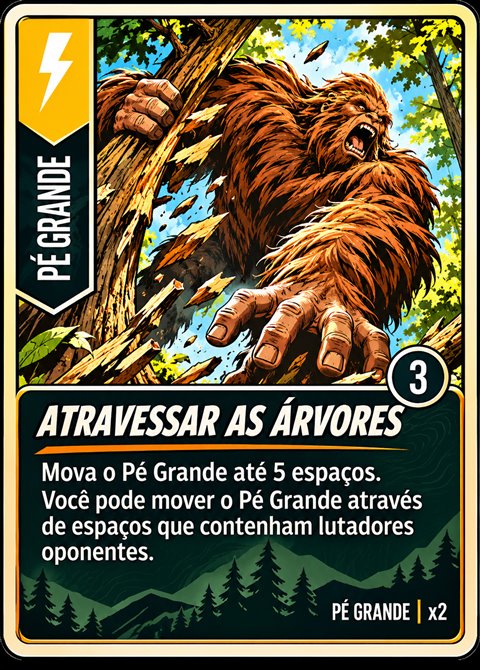 PÉ GRANDE
3
ATRAVESSAR AS ÁRVORES
Mova o Pé Grande até 5 espaços.
Você pode mover o Pé Grande através
de espaços que contenham lutadores
oponentes.
PÉ GRANDE | x2